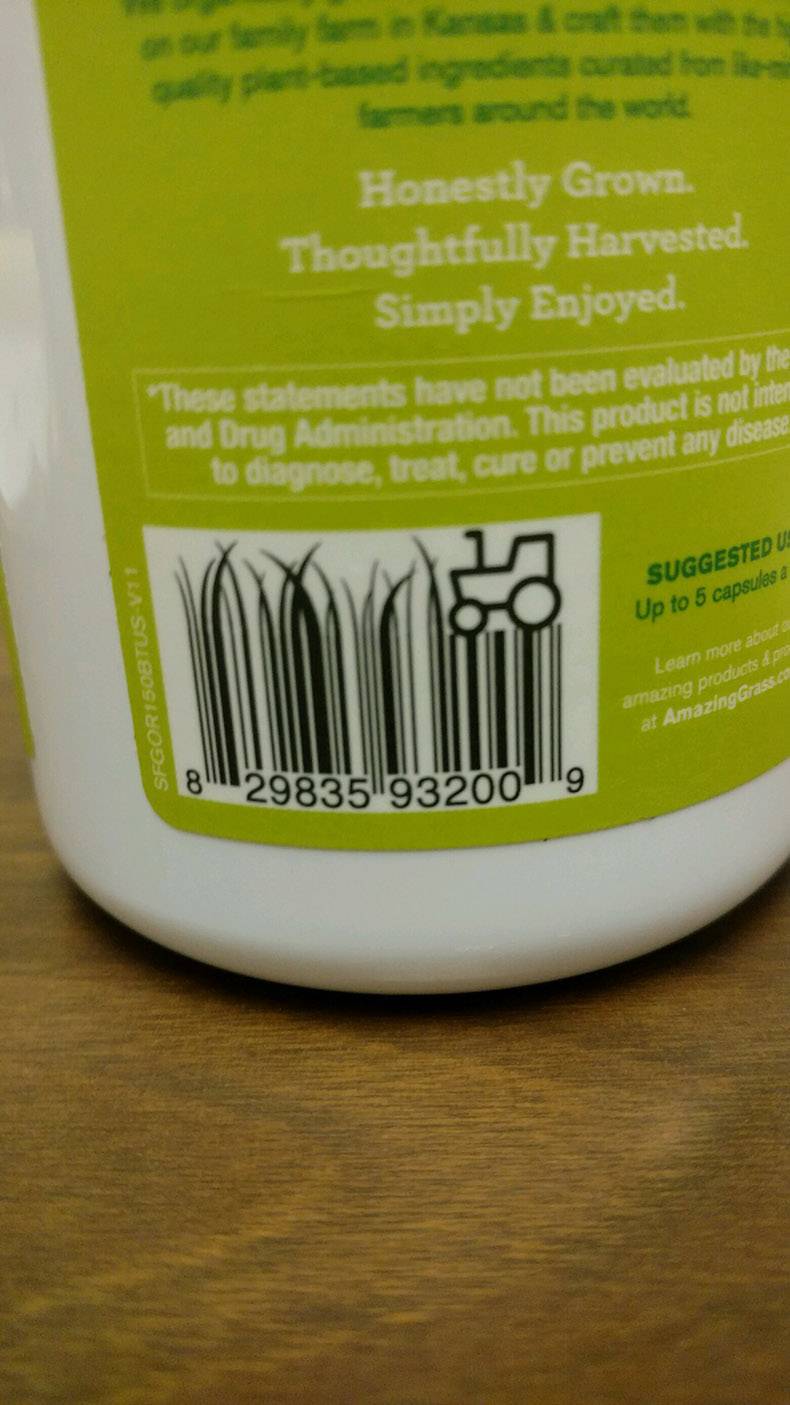 on our family farm in Kansas & craft them with the
quality plant-based ingredients curated from
farmers around the world.
Honestly Grown.
Thoughtfully Harvested.
Simply Enjoyed.
*These statements have not been evaluated by the
and Drug Administration. This product is not
to diagnose, treat, cure or prevent any disease.
SUGGESTED
Up to 5 capsules a
Learn more about
amazing products &
at AmazingGrass.co
SFGOR150BTUS-V11
8 29835 93200 9